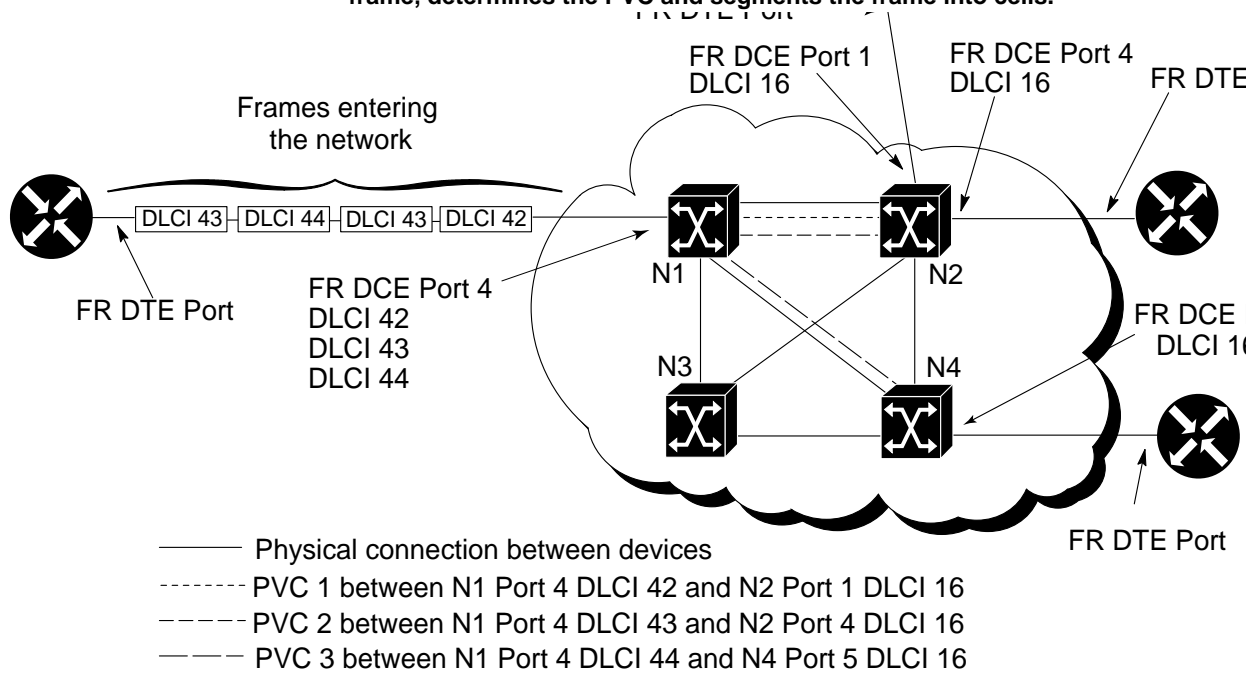 frame, determines the PVC and segments the frame into cells.
FR DTE Port
FR DCE Port 1
DLCI 16
FR DCE Port 4
DLCI 16
FR DTE
Frames entering
the network
DLCI 43
DLCI 44
DLCI 43
DLCI 42
N1
N2
FR DTE Port
FR DCE Port 4
DLCI 42
DLCI 43
DLCI 44
FR DCE
DLCI 16
N3
N4
FR DTE Port
Physical connection between devices
PVC 1 between N1 Port 4 DLCI 42 and N2 Port 1 DLCI 16
PVC 2 between N1 Port 4 DLCI 43 and N2 Port 4 DLCI 16
PVC 3 between N1 Port 4 DLCI 44 and N4 Port 5 DLCI 16